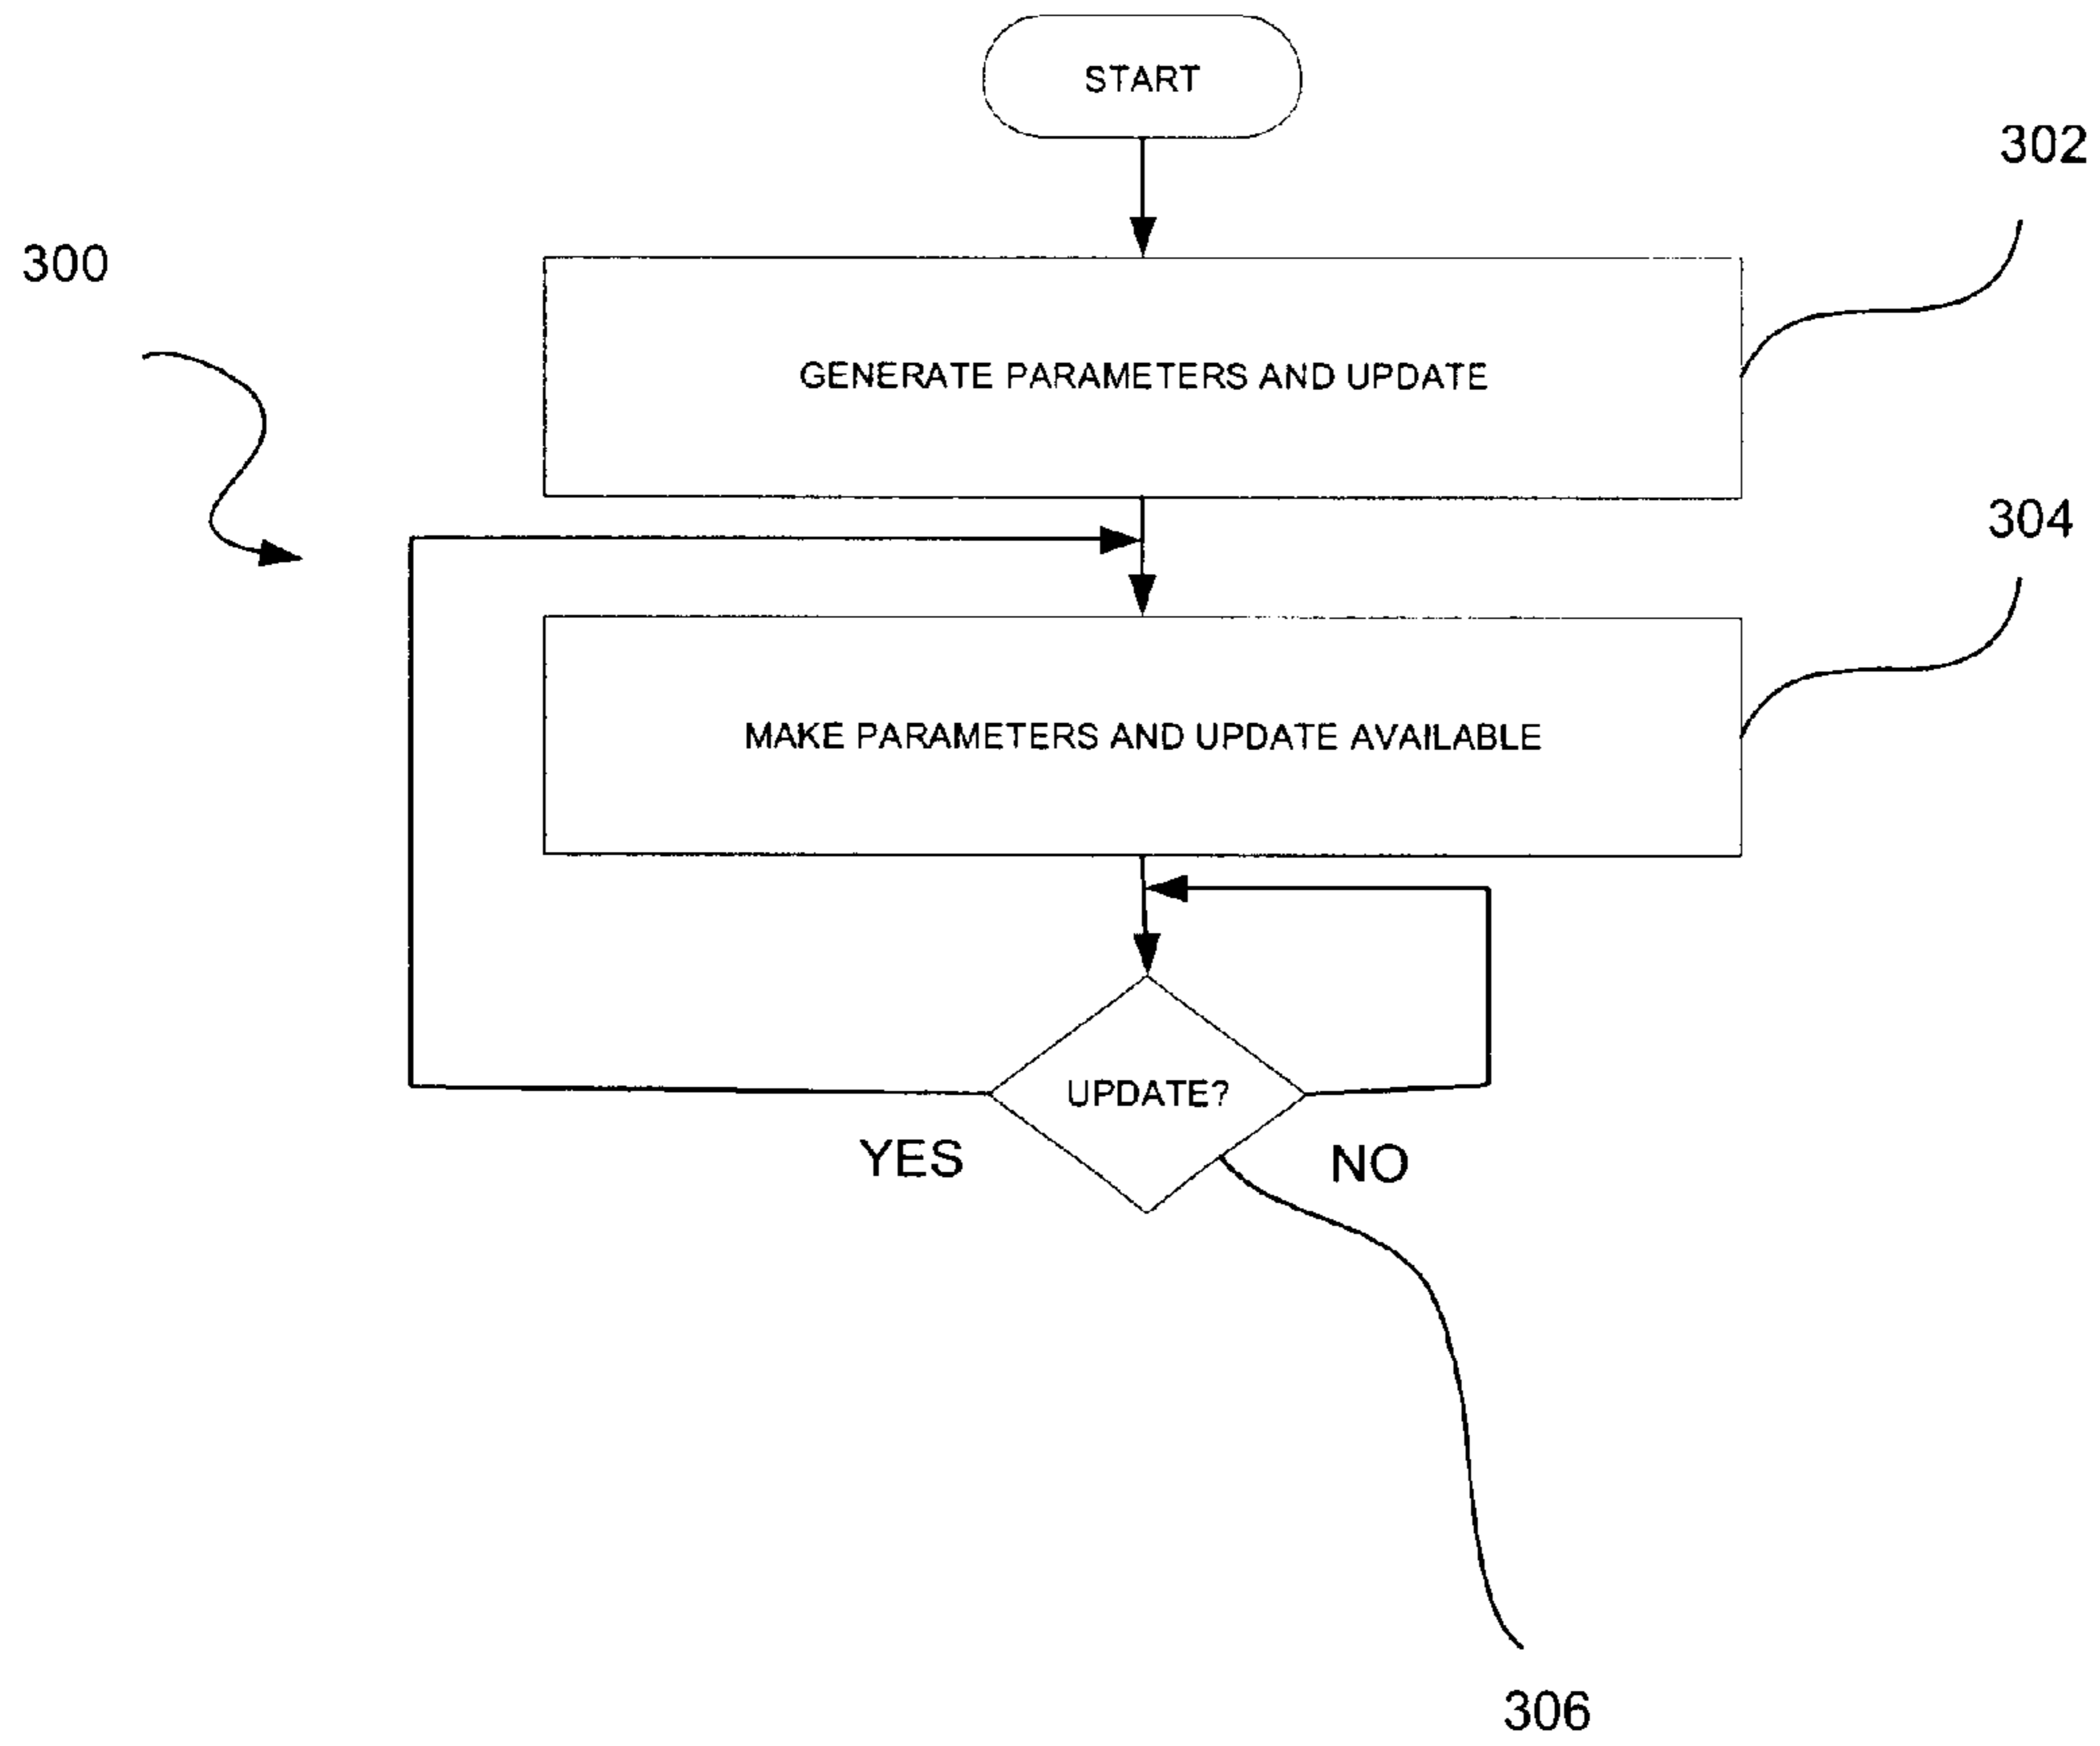 START
302
300
GENERATE PARAMETERS AND UPDATE
304
MAKE PARAMETERS AND UPDATE AVAILABLE
UPDATE?
YES
NO
306